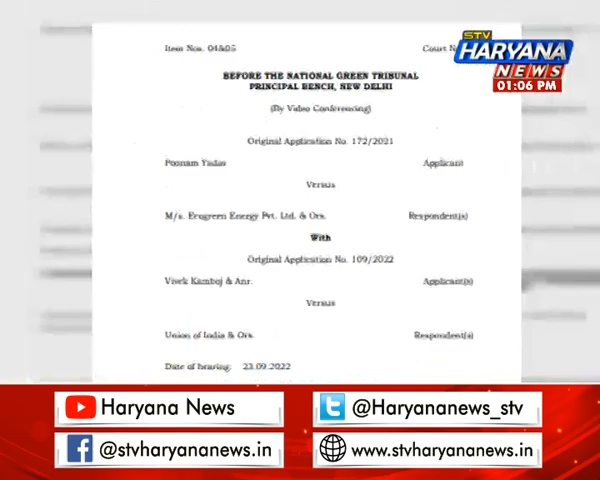 Item Nos. 04&05 Court N
STV
HARYANA
NEWS
01:06 PM
BEFORE THE NATIONAL GREEN TRIBUNAL
PRINCIPAL BENCH, NEW DELHI
(By Video Conferencing)
Original Application No. 172/2021
Poonam Yadav Applicant
Versus
M/s. Ecogreen Energy Pvt. Ltd. & Ors. Respondent(s)
With
Original Application No. 109/2022
Vivek Kamboj & Anr. Applicant(s)
Versus
Union of India & Ors. Respondent(s)
Date of hearing: 23.09.2022
Haryana News @Haryananews_stv
@stvharyananews.in www.stvharyananews.in